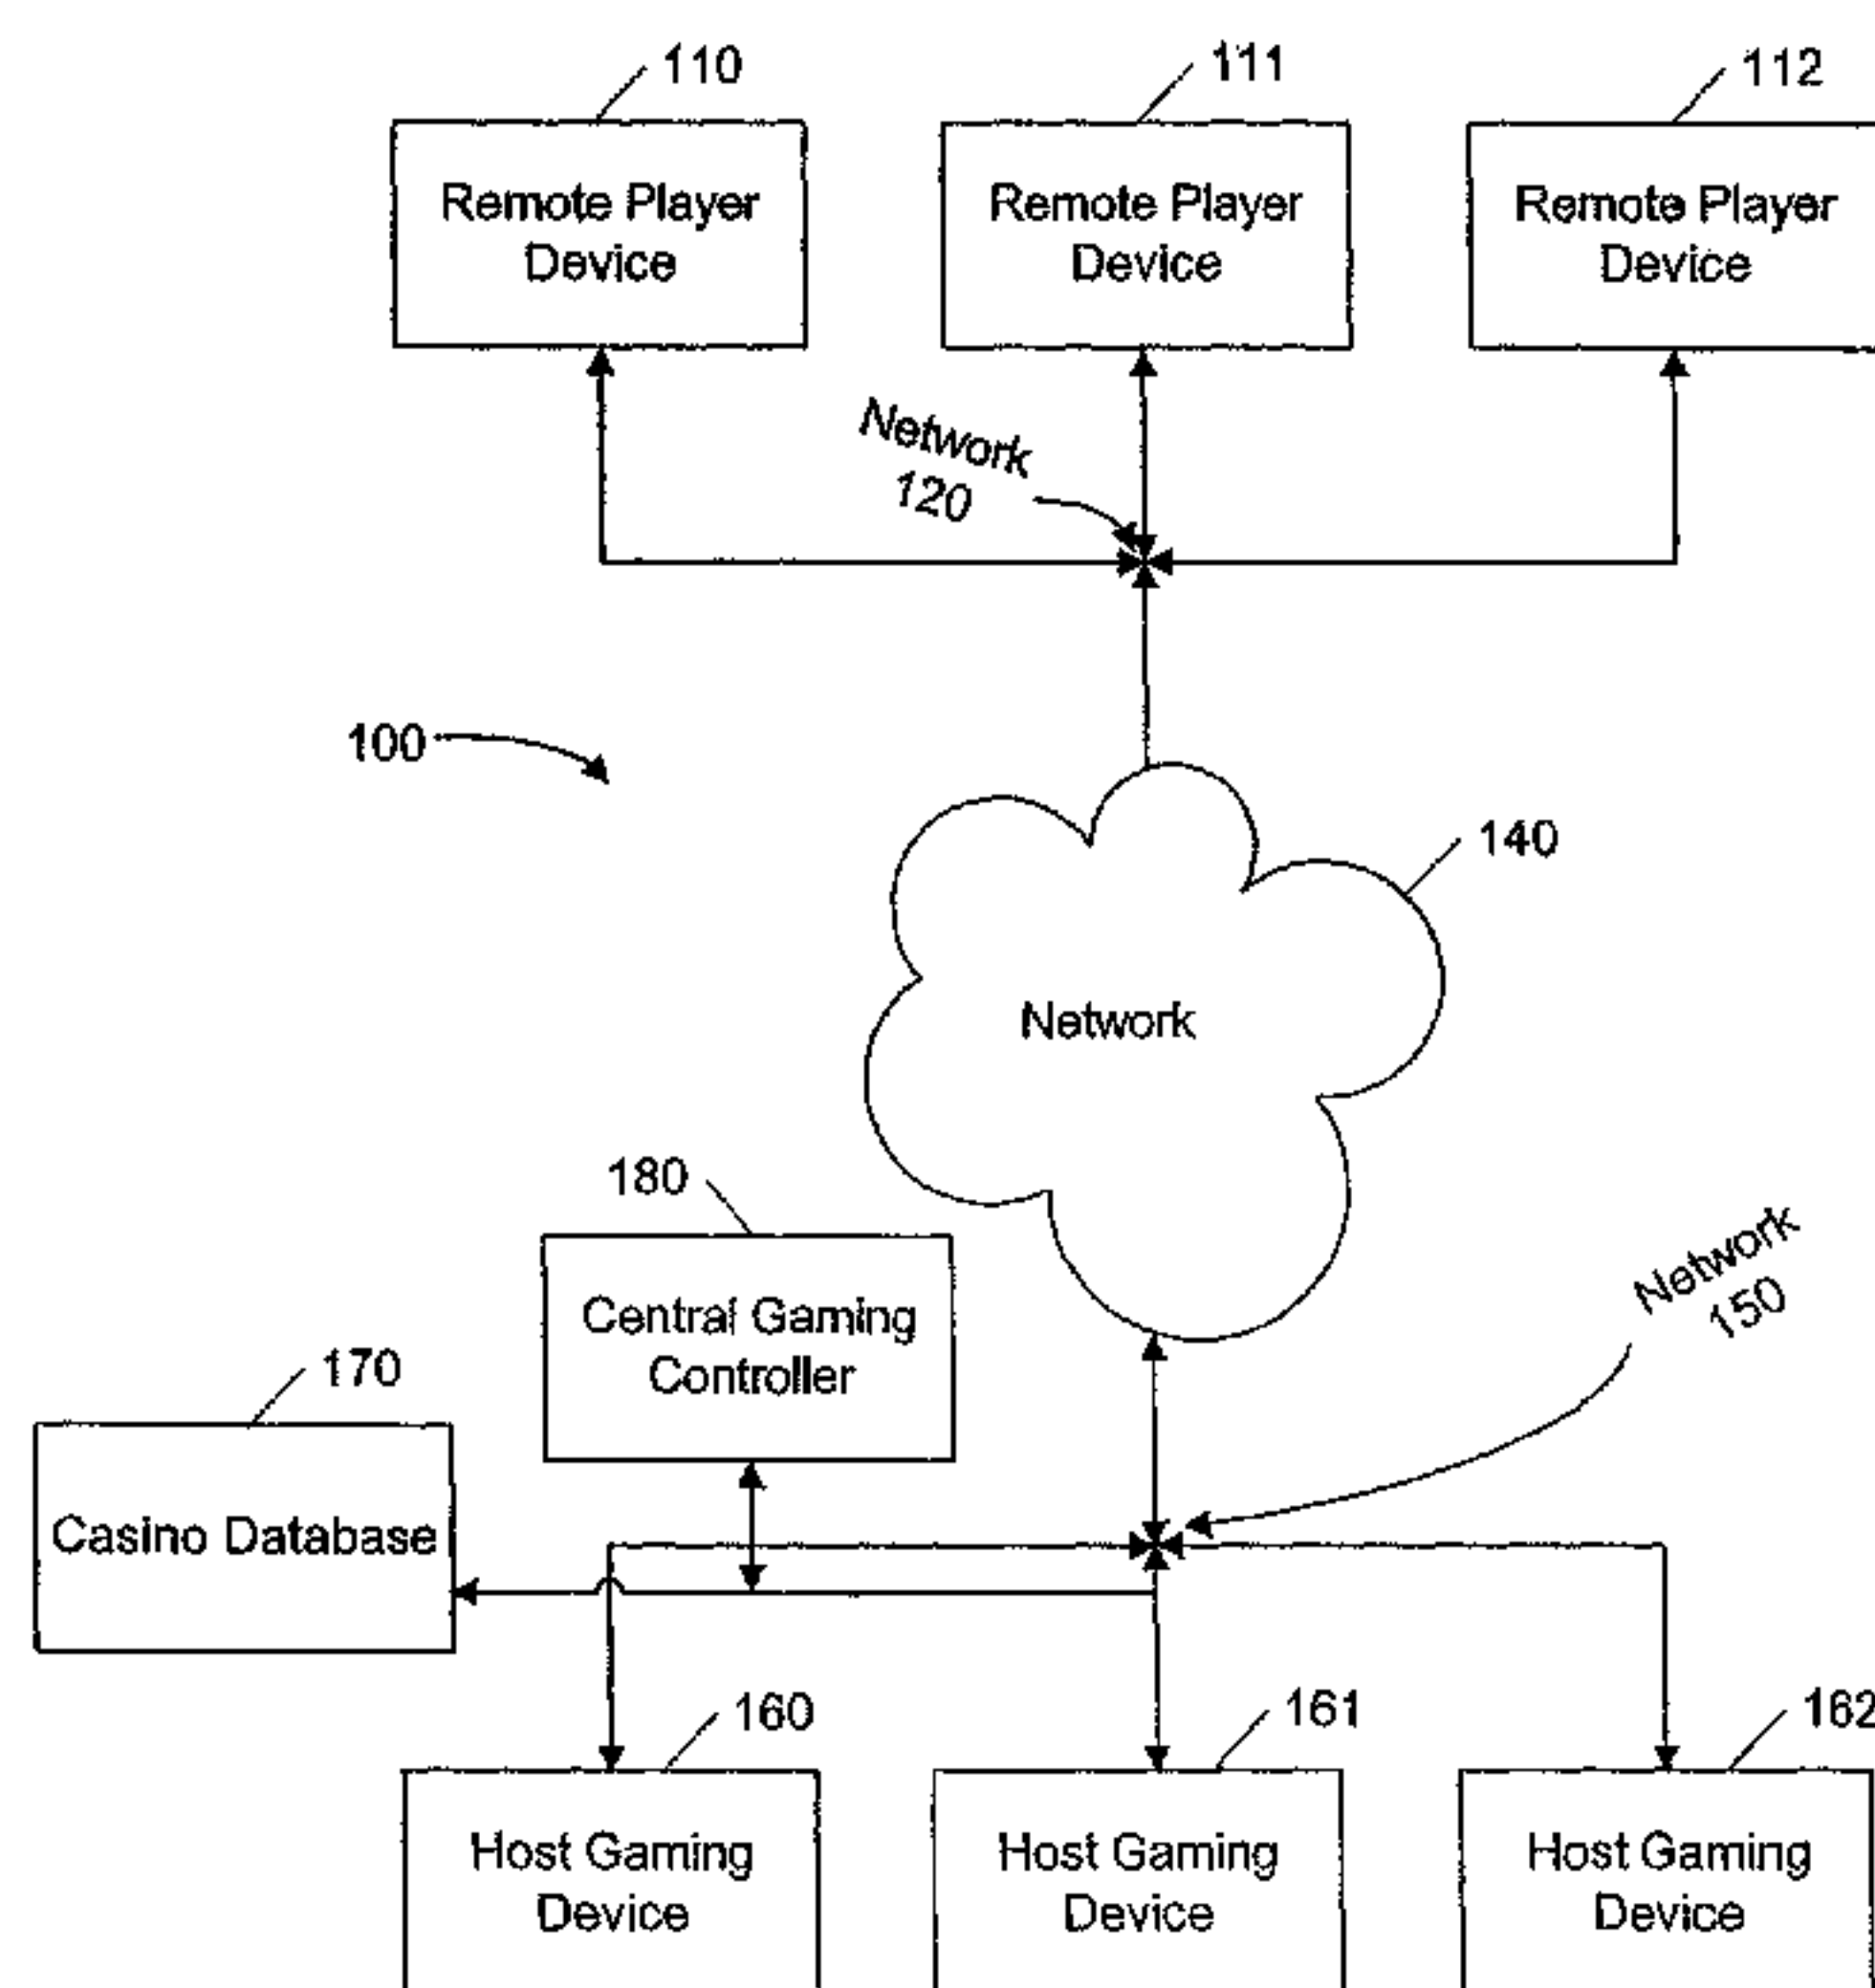 110
111
112
Remote Player
Device
Remote Player
Device
Remote Player
Device
Network
120
100
140
Network
180
Central Gaming
Controller
Network
150
170
Casino Database
160
161
162
Host Gaming
Device
Host Gaming
Device
Host Gaming
Device